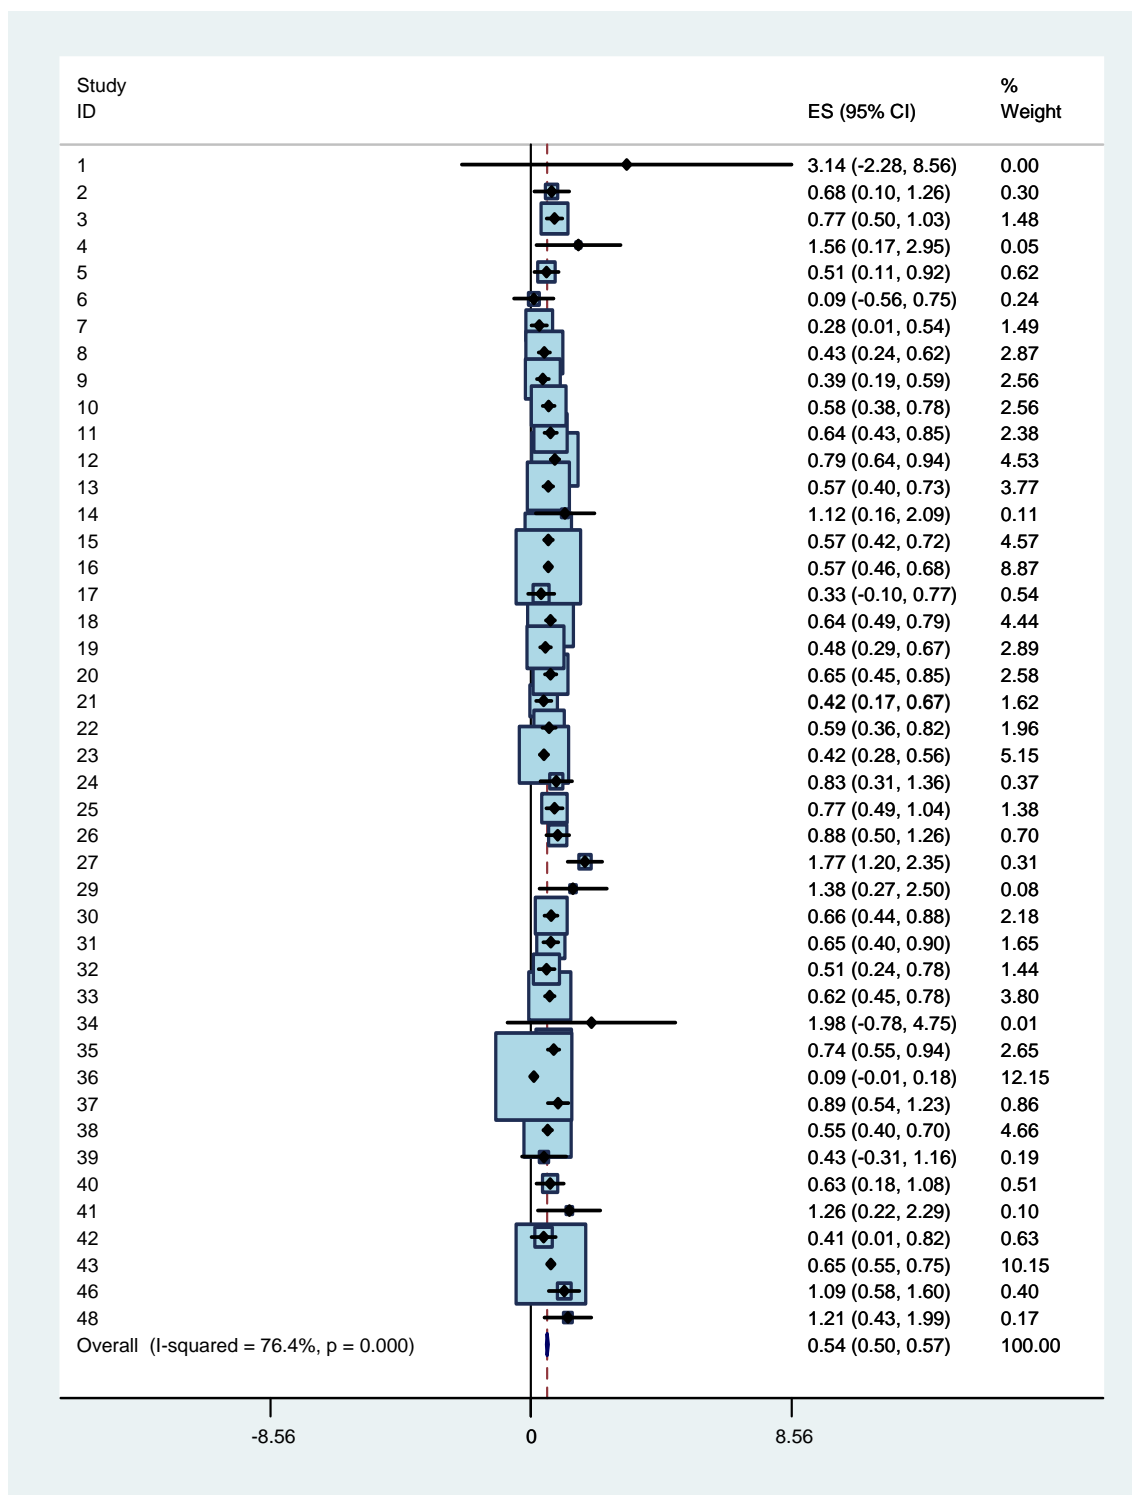 Study %
ID ES (95% CI) Weight
1 3.14 (-2.28, 8.56) 0.00
2 0.68 (0.10, 1.26) 0.30
3 0.77 (0.50, 1.03) 1.48
4 1.56 (0.17, 2.95) 0.05
5 0.51 (0.11, 0.92) 0.62
6 0.09 (-0.56, 0.75) 0.24
7 0.28 (0.01, 0.54) 1.49
8 0.43 (0.24, 0.62) 2.87
9 0.39 (0.19, 0.59) 2.56
10 0.58 (0.38, 0.78) 2.56
11 0.64 (0.43, 0.85) 2.38
12 0.79 (0.64, 0.94) 4.53
13 0.57 (0.40, 0.73) 3.77
14 1.12 (0.16, 2.09) 0.11
15 0.57 (0.42, 0.72) 4.57
16 0.57 (0.46, 0.68) 8.87
17 0.33 (-0.10, 0.77) 0.54
18 0.64 (0.49, 0.79) 4.44
19 0.48 (0.29, 0.67) 2.89
20 0.65 (0.45, 0.85) 2.58
21 0.42 (0.17, 0.67) 1.62
22 0.59 (0.36, 0.82) 1.96
23 0.42 (0.28, 0.56) 5.15
24 0.83 (0.31, 1.36) 0.37
25 0.77 (0.49, 1.04) 1.38
26 0.88 (0.50, 1.26) 0.70
27 1.77 (1.20, 2.35) 0.31
29 1.38 (0.27, 2.50) 0.08
30 0.66 (0.44, 0.88) 2.18
31 0.65 (0.40, 0.90) 1.65
32 0.51 (0.24, 0.78) 1.44
33 0.62 (0.45, 0.78) 3.80
34 1.98 (-0.78, 4.75) 0.01
35 0.74 (0.55, 0.94) 2.65
36 0.09 (-0.01, 0.18) 12.15
37 0.89 (0.54, 1.23) 0.86
38 0.55 (0.40, 0.70) 4.66
39 0.43 (-0.31, 1.16) 0.19
40 0.63 (0.18, 1.08) 0.51
41 1.26 (0.22, 2.29) 0.10
42 0.41 (0.01, 0.82) 0.63
43 0.65 (0.55, 0.75) 10.15
46 1.09 (0.58, 1.60) 0.40
48 1.21 (0.43, 1.99) 0.17
Overall (I-squared = 76.4%, p = 0.000) 0.54 (0.50, 0.57) 100.00
-8.56 0 8.56